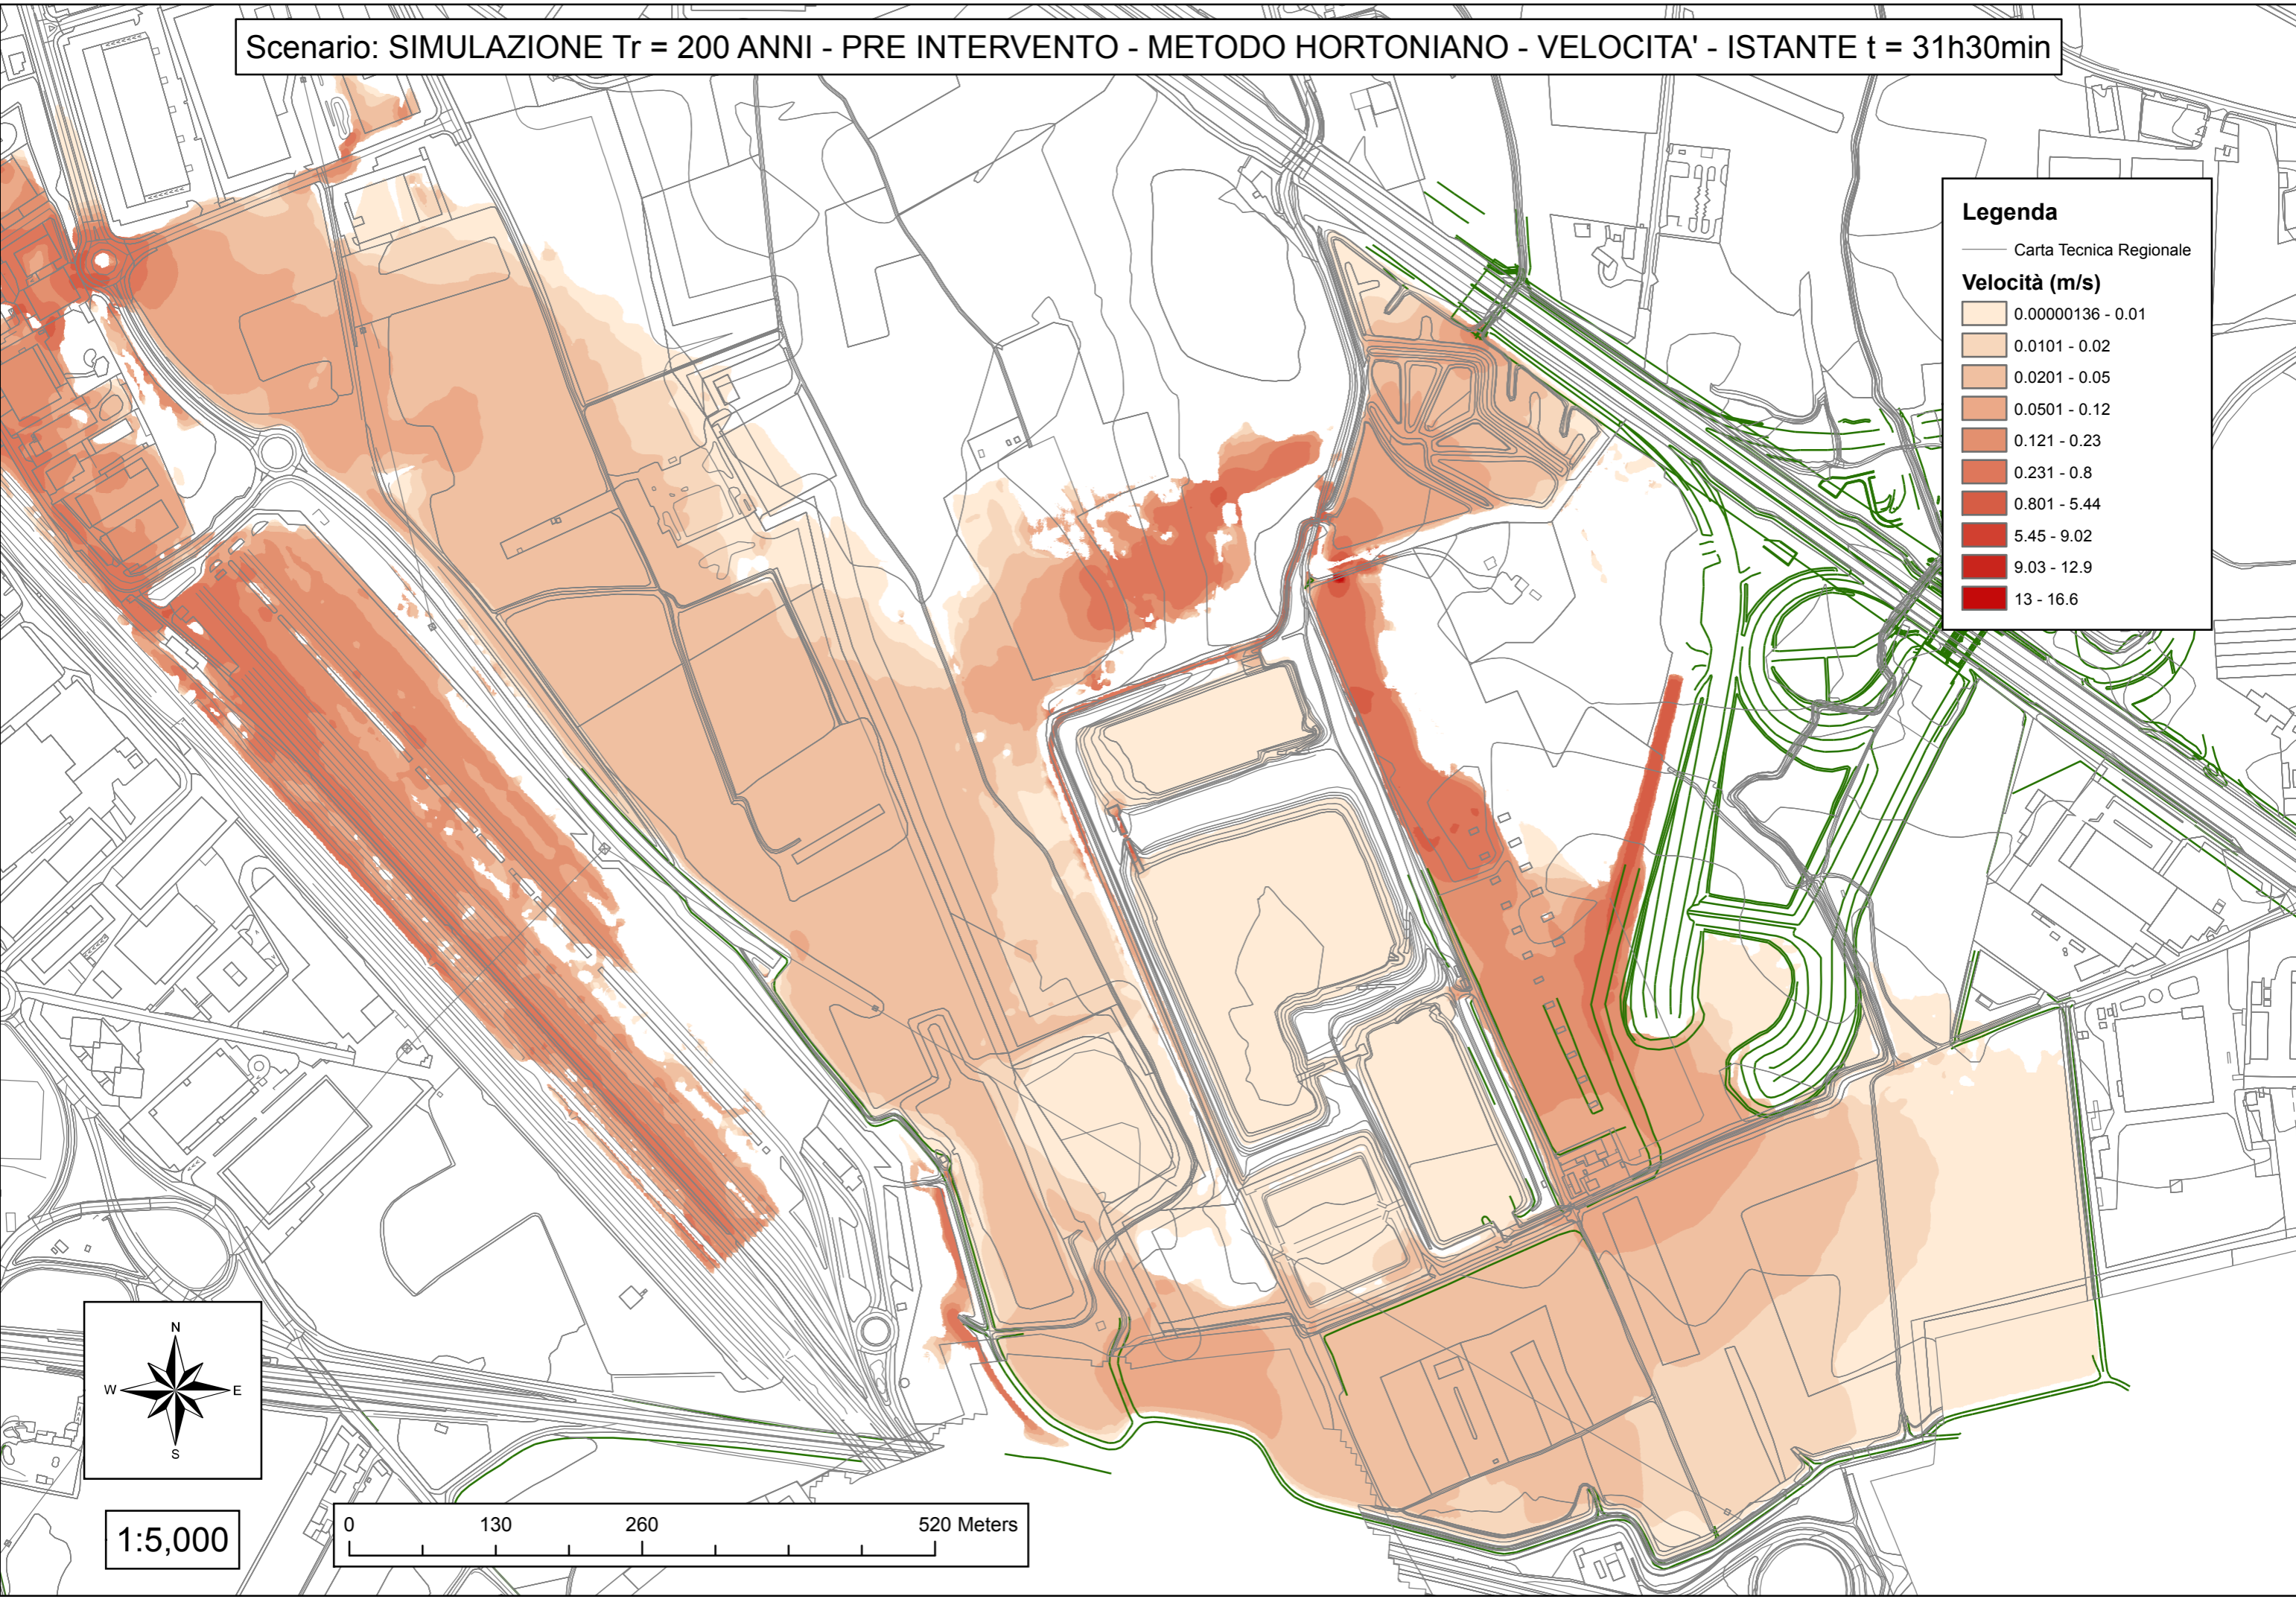 Scenario: SIMULAZIONE Tr = 200 ANNI - PRE INTERVENTO - METODO HORTONIANO - VELOCITA' - ISTANTE t = 31h30min
Legenda
Carta Tecnica Regionale
Velocità (m/s)
0.00000136 - 0.01
0.0101 - 0.02
0.0201 - 0.05
0.0501 - 0.12
0.121 - 0.23
0.231 - 0.8
0.801 - 5.44
5.45 - 9.02
9.03 - 12.9
13 - 16.6
N
W E
S
1:5,000
0 130 260 520 Meters